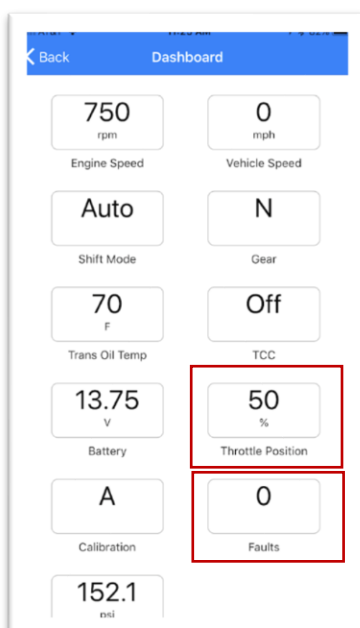 Back Dashboard
750 0
rpm mph
Engine Speed Vehicle Speed
Auto N
Shift Mode Gear
70 Off
F
Trans Oil Temp TCC
13.75 50
V %
Battery Throttle Position
A 0
Calibration Faults
152.1
psi